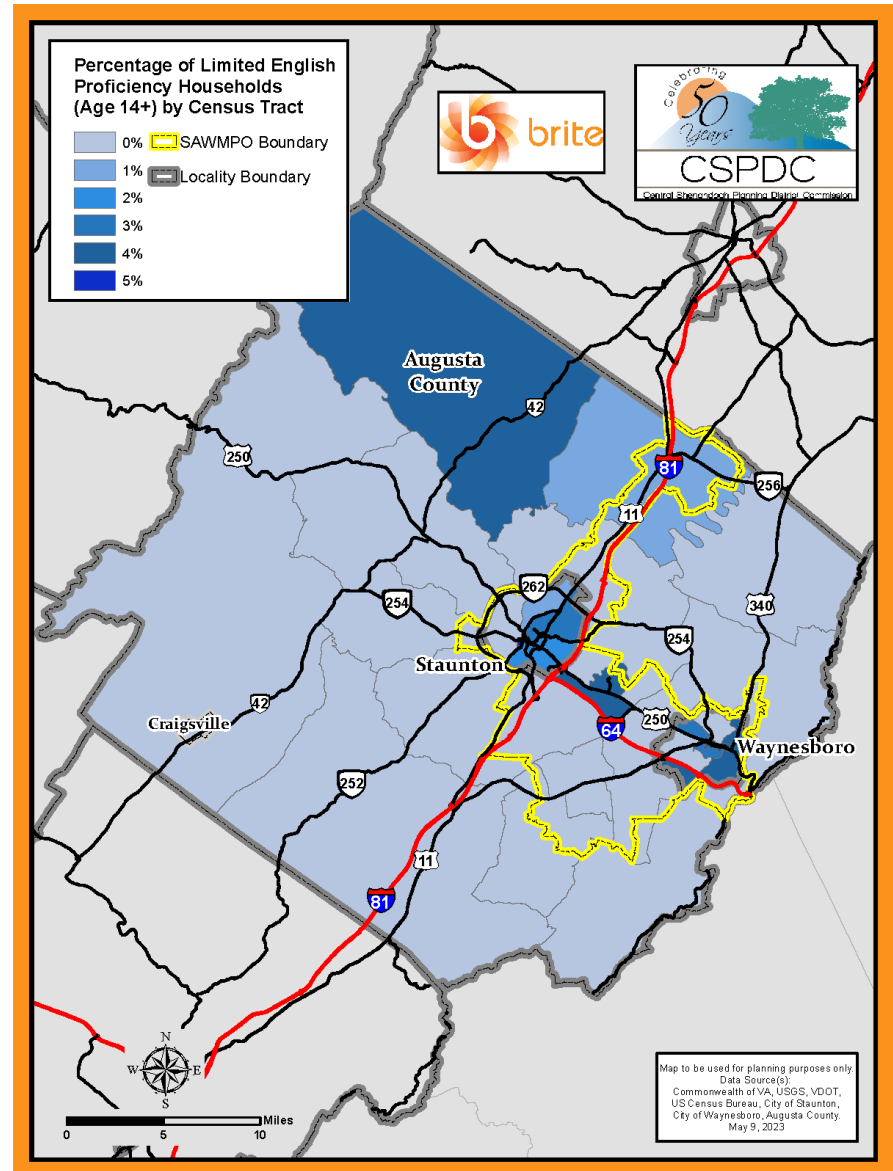 Percentage of Limited English
Proficiency Households
(Age 14+) by Census Tract
0%
1%
2%
3%
4%
5%
SAWMPO Boundary
Locality Boundary
b brite
Celebrating
50
Years
CSPDC
Central Shenandoah Planning District Commission
Augusta
County
42
250
81
256
11
262
340
254
254
Staunton
250
64
Waynesboro
42
Craigsville
252
11
81
N
W
E
S
0
5
10
Miles
Map to be used for planning purposes only.
Data Source(s):
Commonwealth of VA, USGS, VDOT,
US Census Bureau, City of Staunton,
City of Waynesboro, Augusta County.
May 9, 2023